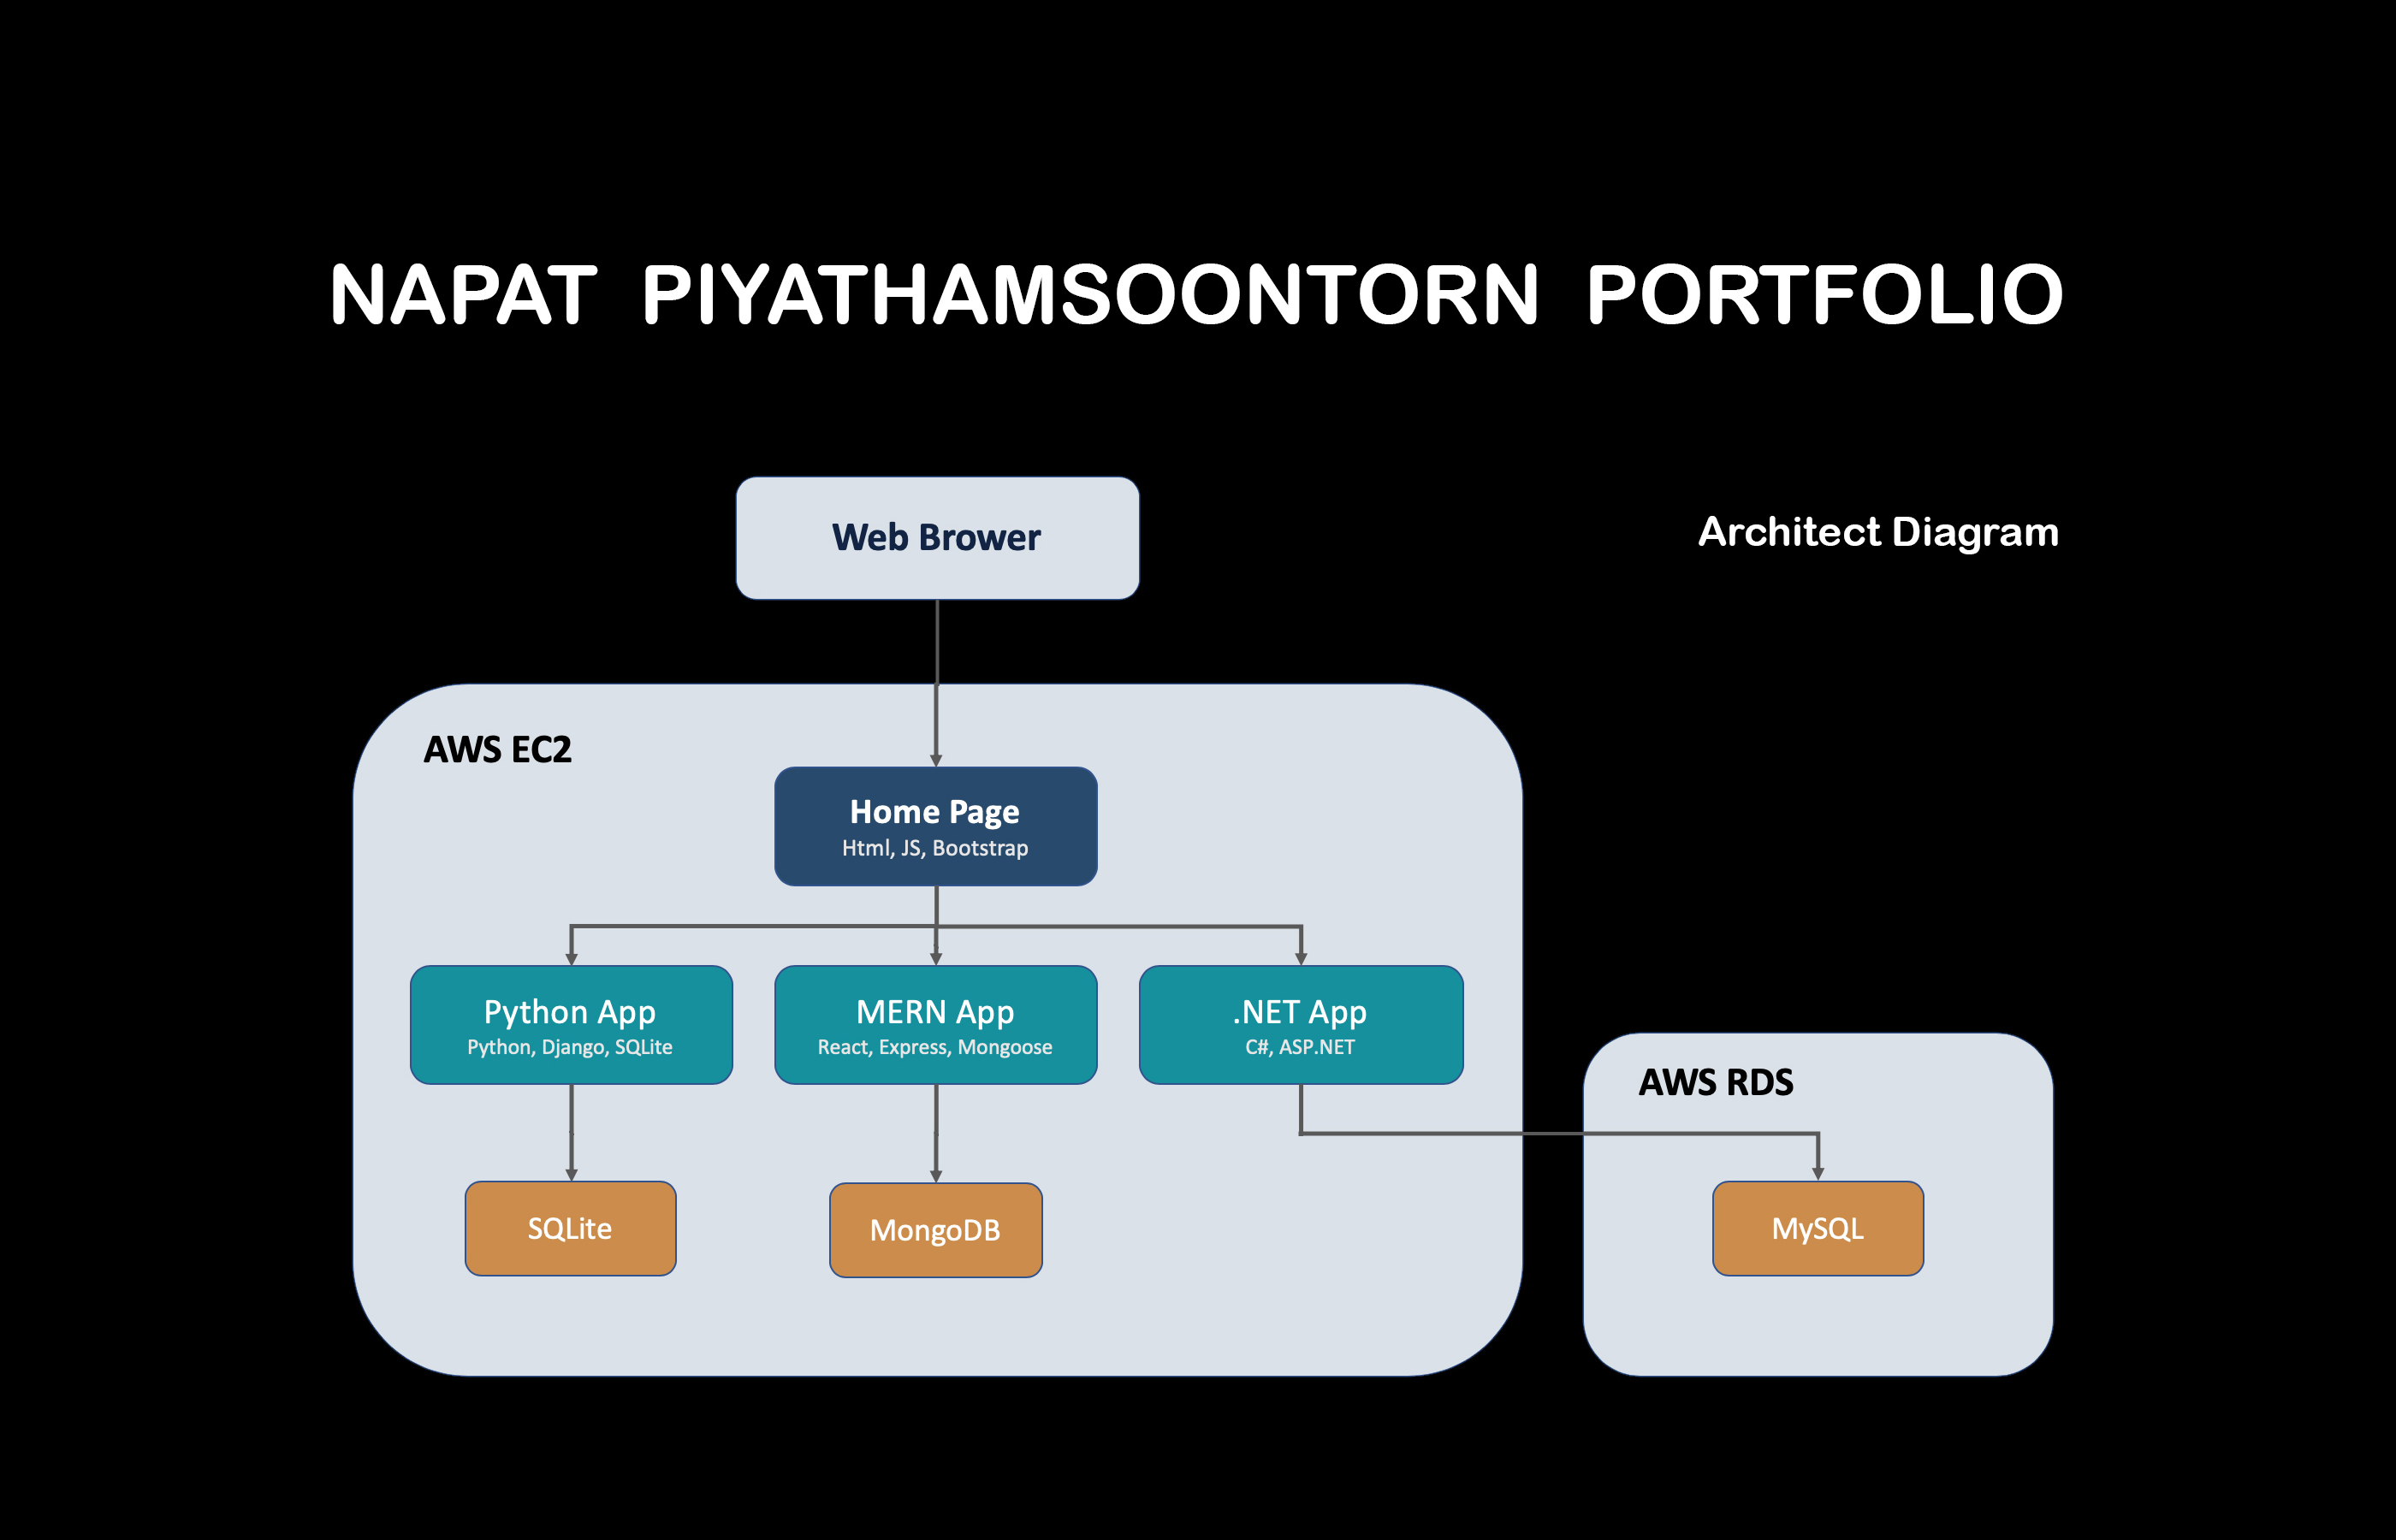 NAPAT PIYATHAMSOONTORN PORTFOLIO
Web Brower
Architect Diagram
AWS EC2
Home Page
Html, JS, Bootstrap
Python App
Python, Django, SQLite
MERN App
React, Express, Mongoose
.NET App
C#, ASP.NET
AWS RDS
SQLite
MongoDB
MySQL